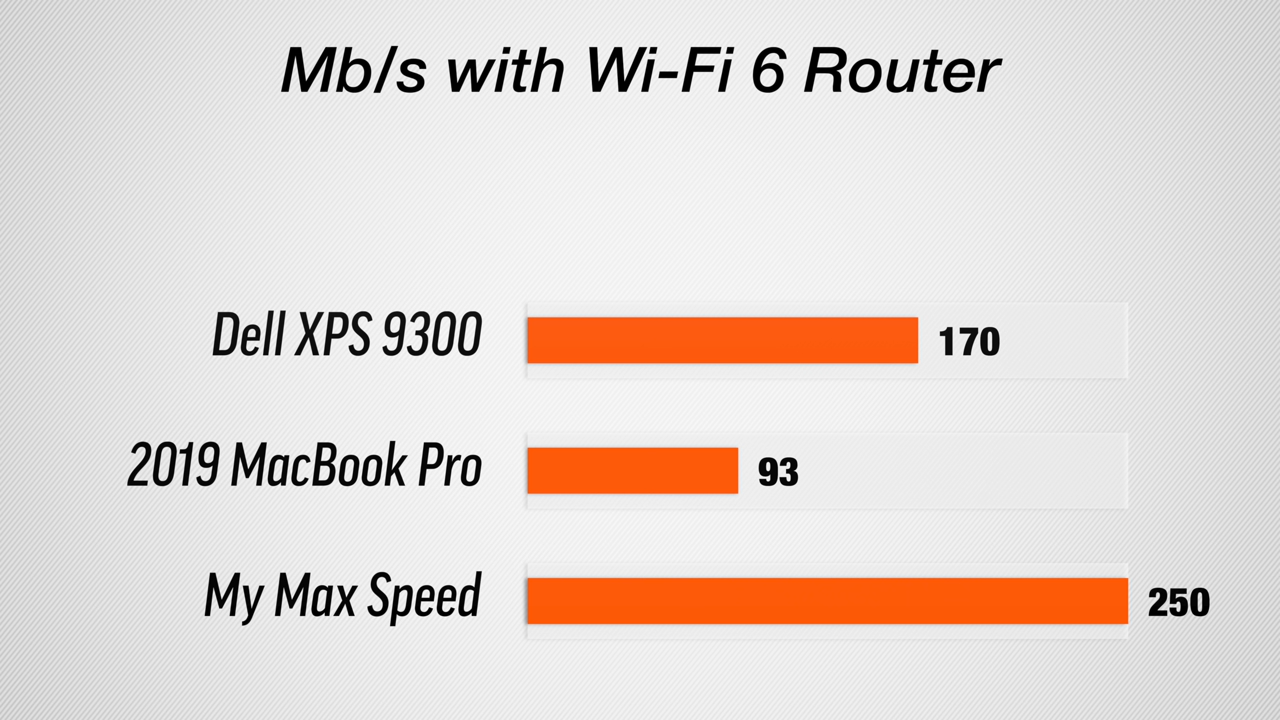 Mb/s with Wi-Fi 6 Router
Dell XPS 9300 170
2019 MacBook Pro 93
My Max Speed 250